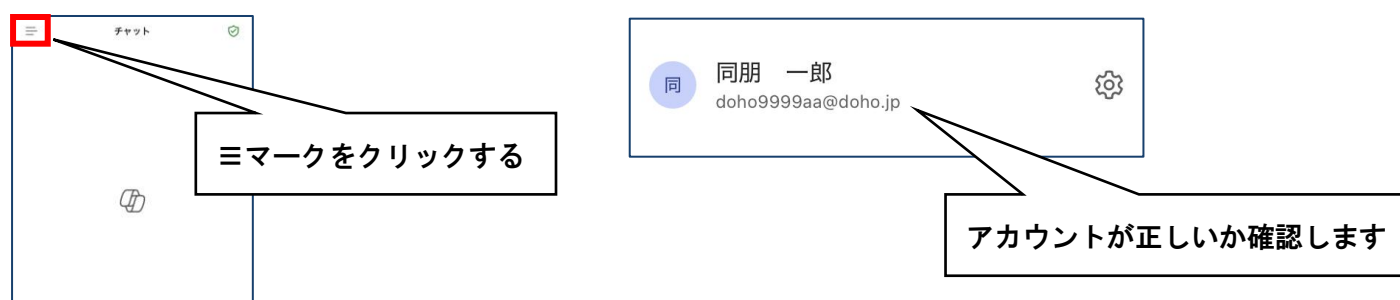 チャット
≡マークをクリックする
同
同朋　一郎
doho9999aa@doho.jp
アカウントが正しいか確認します